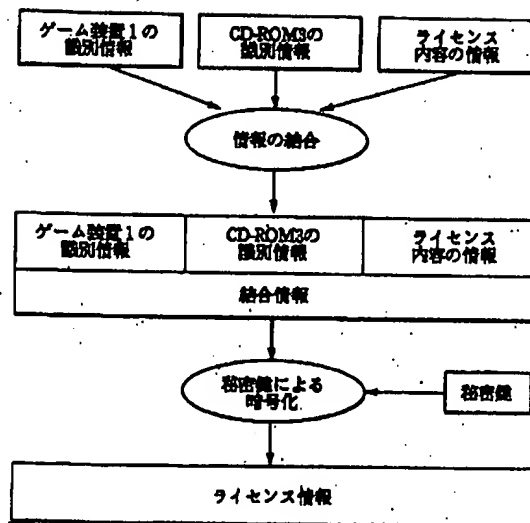 ゲーム装置1の
識別情報
CD-ROM3の
識別情報
ライセンス
内容の情報
情報の結合
ゲーム装置1の
識別情報
CD-ROM3の
識別情報
ライセンス
内容の情報
結合情報
秘密鍵による
暗号化
秘密鍵
ライセンス情報